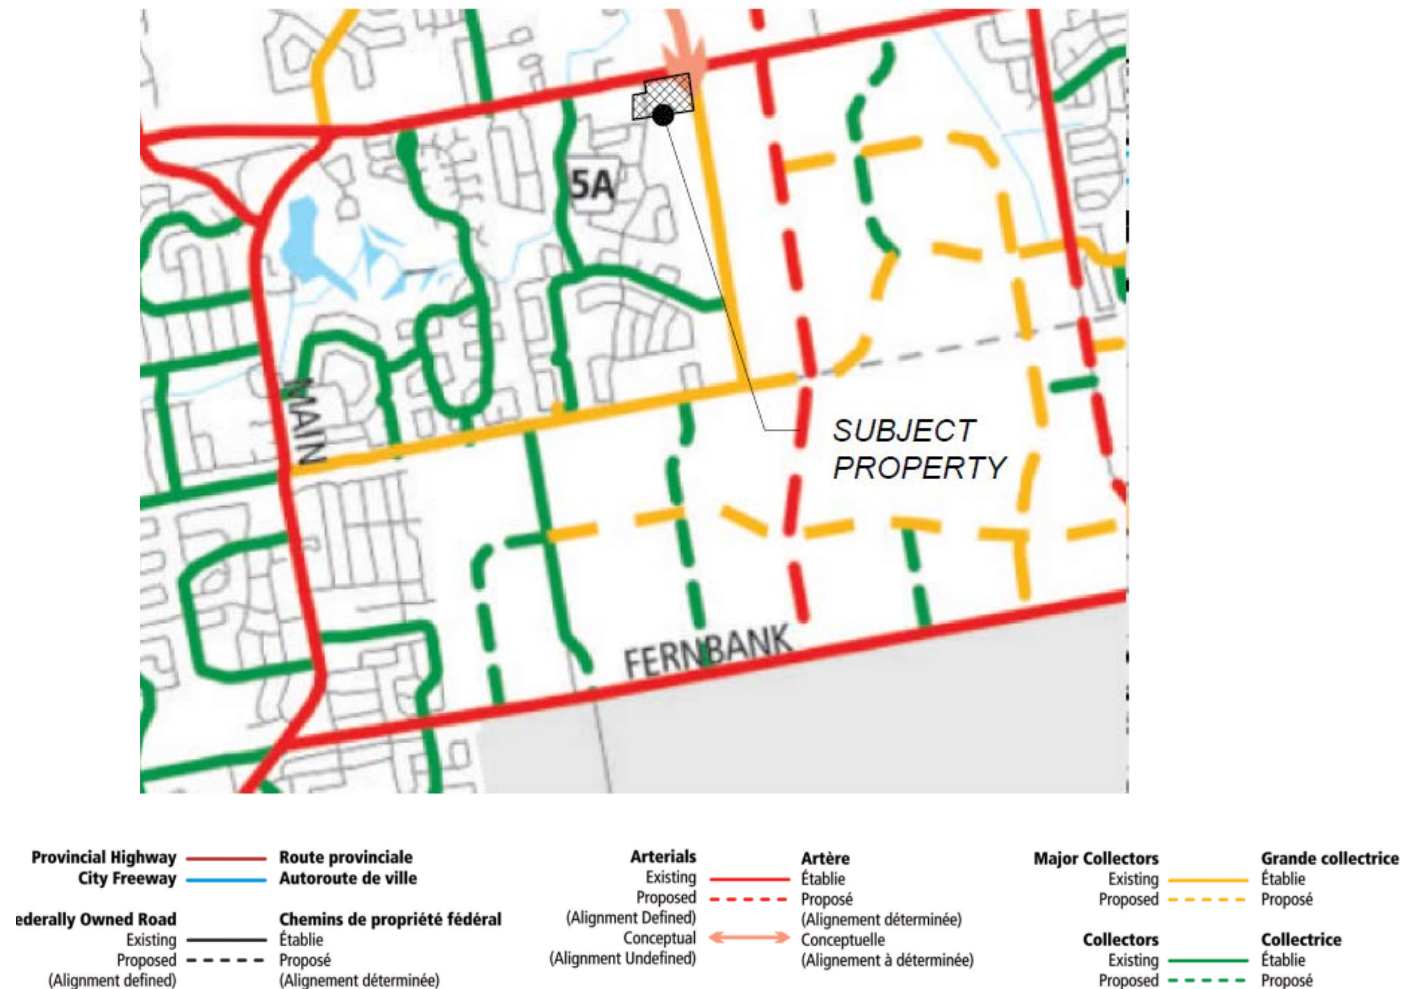 5A
MAIN
SUBJECT
PROPERTY
FERNBANK
Provincial Highway Route provinciale
City Freeway Autoroute de ville
ederally Owned Road Chemins de propriété fédéral
Existing Établie
Proposed Proposé
(Alignment defined) (Alignement déterminée)
Arterials Artère
Existing Établie
Proposed Proposé
(Alignment Defined) (Alignement déterminée)
Conceptual Conceptuelle
(Alignment Undefined) (Alignement à déterminée)
Major Collectors Grande collectrice
Existing Établie
Proposed Proposé
Collectors Collectrice
Existing Établie
Proposed Proposé